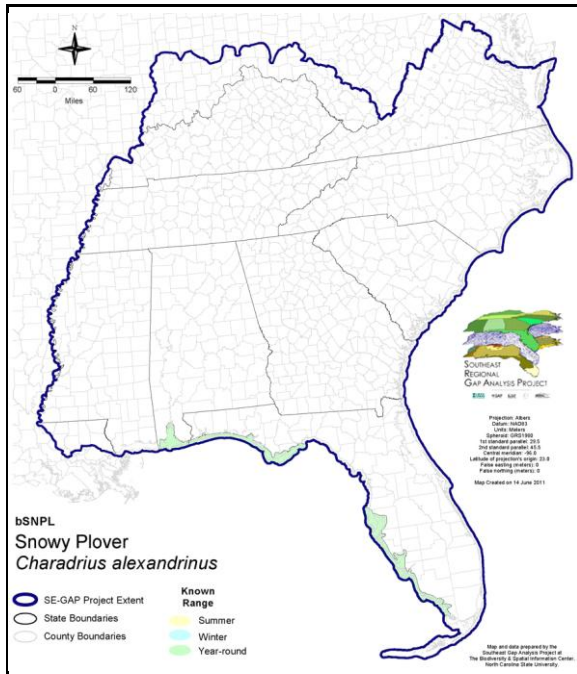 N
60 0 60 120
Miles
SOUTHEAST
REGIONAL
GAP ANALYSIS PROJECT
Projection: Albers
Datum: NAD83
Units: Meters
Spheroid: GRS1980
1st standard parallel: 29.5
2nd standard parallel: 45.5
Central meridian: -96.0
Latitude of projection's origin: 23.0
False easting (meters): 0
False northing (meters): 0
Map Created on 14 June 2011
bSNPL
Snowy Plover
Charadrius alexandrinus
SE-GAP Project Extent
State Boundaries
County Boundaries
Known
Range
Summer
Winter
Year-round
Map and data prepared by the
Southeast Gap Analysis Project at
The Biodiversity & Spatial Information Center,
North Carolina State University.